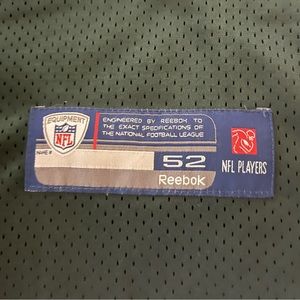 EQUIPMENT
NFL
ENGINEERED BY REEBOK TO
THE EXACT SPECIFICATIONS OF
THE NATIONAL FOOTBALL LEAGUE
NAME #
52
Reebok
NFL PLAYERS